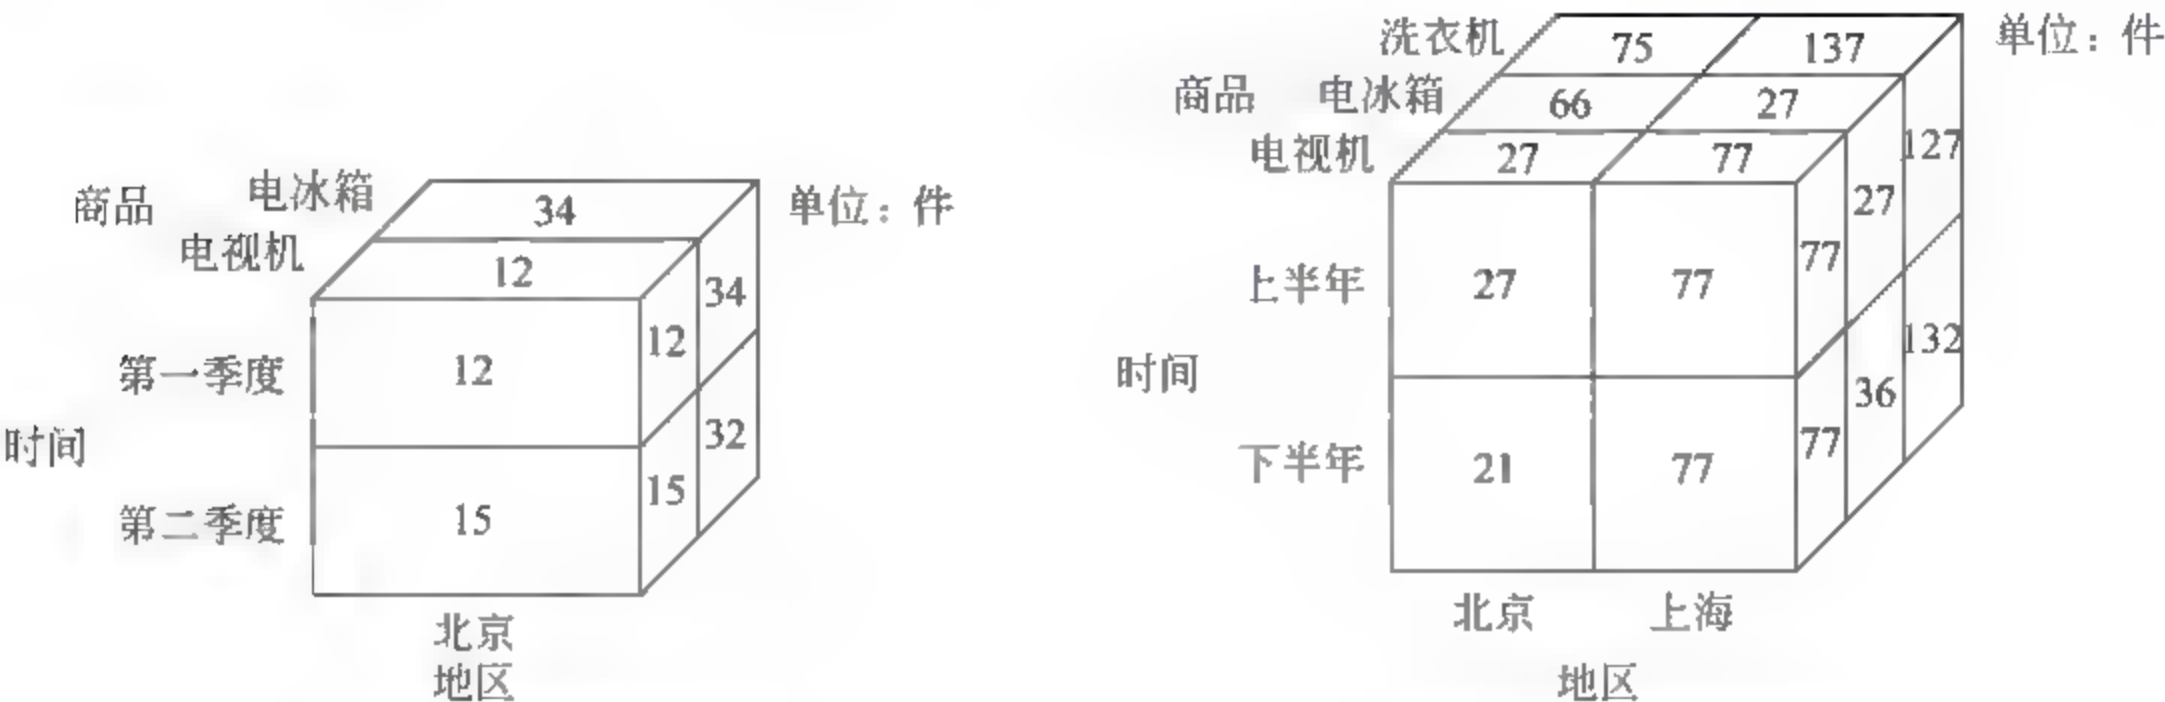 商品
电冰箱
电视机
34
12
单位：件
34
12
32
15
第一季度
12
时间
第二季度
15
北京
地区
洗衣机
75
137
单位：件
商品
电冰箱
66
27
电视机
27
77
127
27
77
上半年
27
77
时间
132
36
77
下半年
21
77
北京
上海
地区